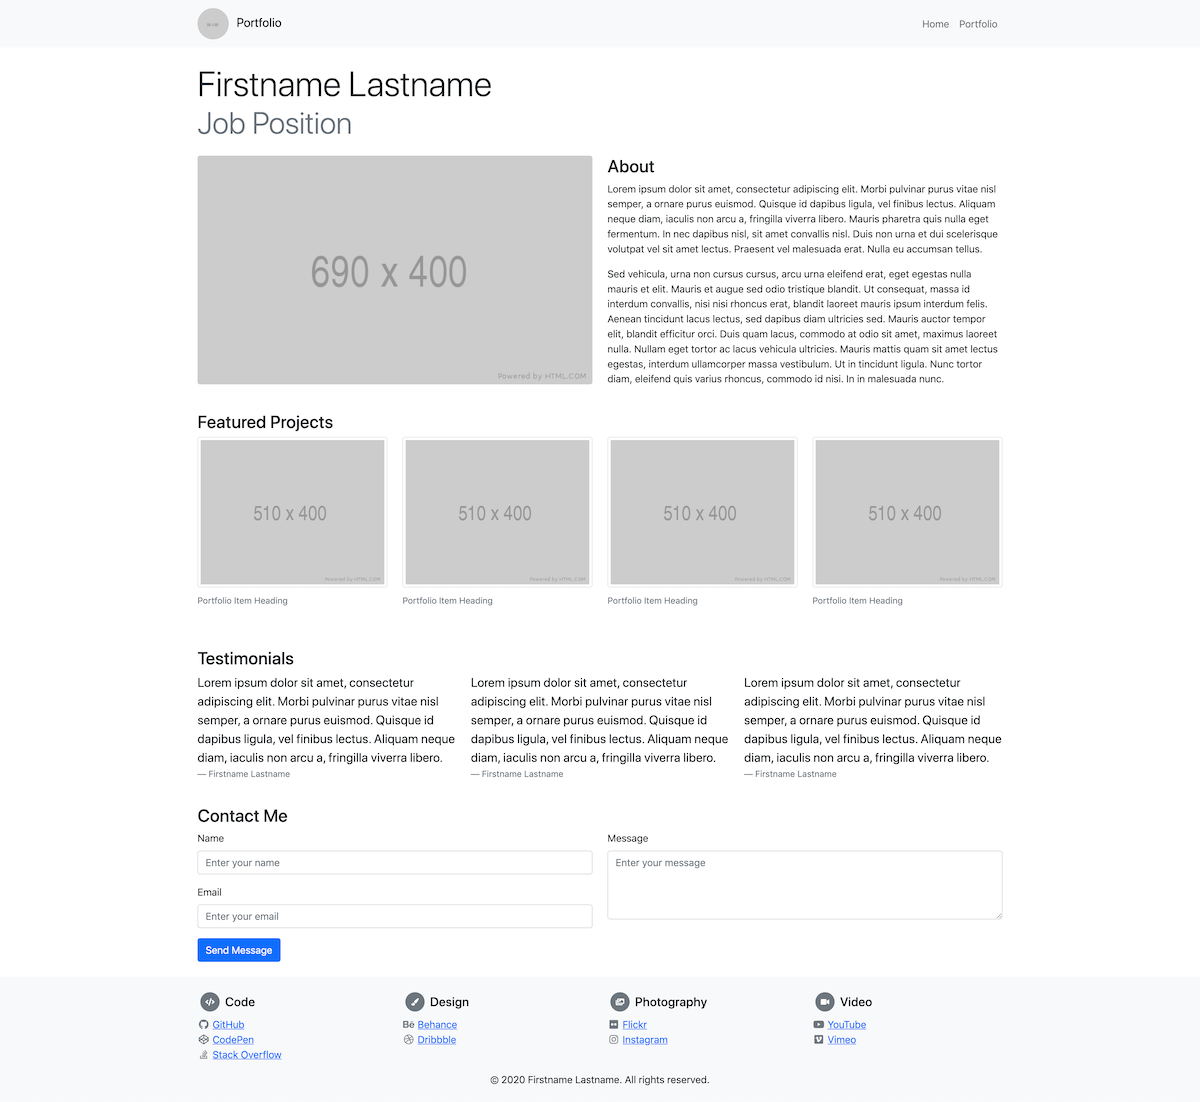 Portfolio
Home Portfolio
Firstname Lastname
Job Position
690 x 400
Powered by HTML.COM
About
Lorem ipsum dolor sit amet, consectetur adipiscing elit. Morbi pulvinar purus vitae nisl
semper, a ornare purus euismod. Quisque id dapibus ligula, vel finibus lectus. Aliquam
neque diam, iaculis non arcu a, fringilla viverra libero. Mauris pharetra quis nulla eget
fermentum. In nec dapibus nisl, sit amet convallis nisl. Duis non urna et dui scelerisque
volutpat vel sit amet lectus. Praesent vel malesuada erat. Nulla eu accumsan tellus.
Sed vehicula, urna non cursus cursus, arcu urna eleifend erat, eget egestas nulla
mauris et elit. Mauris et augue sed odio tristique blandit. Ut consequat, massa id
interdum convallis, nisi nisi rhoncus erat, blandit laoreet mauris ipsum interdum felis.
Aenean tincidunt lacus lectus, sed dapibus diam ultricies sed. Mauris auctor tempor
elit, blandit efficitur orci. Duis quam lacus, commodo at odio sit amet, maximus laoreet
nulla. Nullam eget tortor ac lacus vehicula ultricies. Mauris mattis quam sit amet lectus
egestas, interdum ullamcorper massa vestibulum. Ut in tincidunt ligula. Nunc tortor
diam, eleifend quis varius rhoncus, commodo id nisi. In in malesuada nunc.
Featured Projects
510 x 400
Powered by HTML.COM
Portfolio Item Heading
510 x 400
Powered by HTML.COM
Portfolio Item Heading
510 x 400
Powered by HTML.COM
Portfolio Item Heading
510 x 400
Powered by HTML.COM
Portfolio Item Heading
Testimonials
Lorem ipsum dolor sit amet, consectetur
adipiscing elit. Morbi pulvinar purus vitae nisl
semper, a ornare purus euismod. Quisque id
dapibus ligula, vel finibus lectus. Aliquam neque
diam, iaculis non arcu a, fringilla viverra libero.
— Firstname Lastname
Lorem ipsum dolor sit amet, consectetur
adipiscing elit. Morbi pulvinar purus vitae nisl
semper, a ornare purus euismod. Quisque id
dapibus ligula, vel finibus lectus. Aliquam neque
diam, iaculis non arcu a, fringilla viverra libero.
— Firstname Lastname
Lorem ipsum dolor sit amet, consectetur
adipiscing elit. Morbi pulvinar purus vitae nisl
semper, a ornare purus euismod. Quisque id
dapibus ligula, vel finibus lectus. Aliquam neque
diam, iaculis non arcu a, fringilla viverra libero.
— Firstname Lastname
Contact Me
Name
Enter your name
Email
Enter your email
Message
Enter your message
Send Message
Code
GitHub
CodePen
Stack Overflow
Design
Bē Behance
Dribbble
Photography
Flickr
Instagram
Video
YouTube
Vimeo
© 2020 Firstname Lastname. All rights reserved.